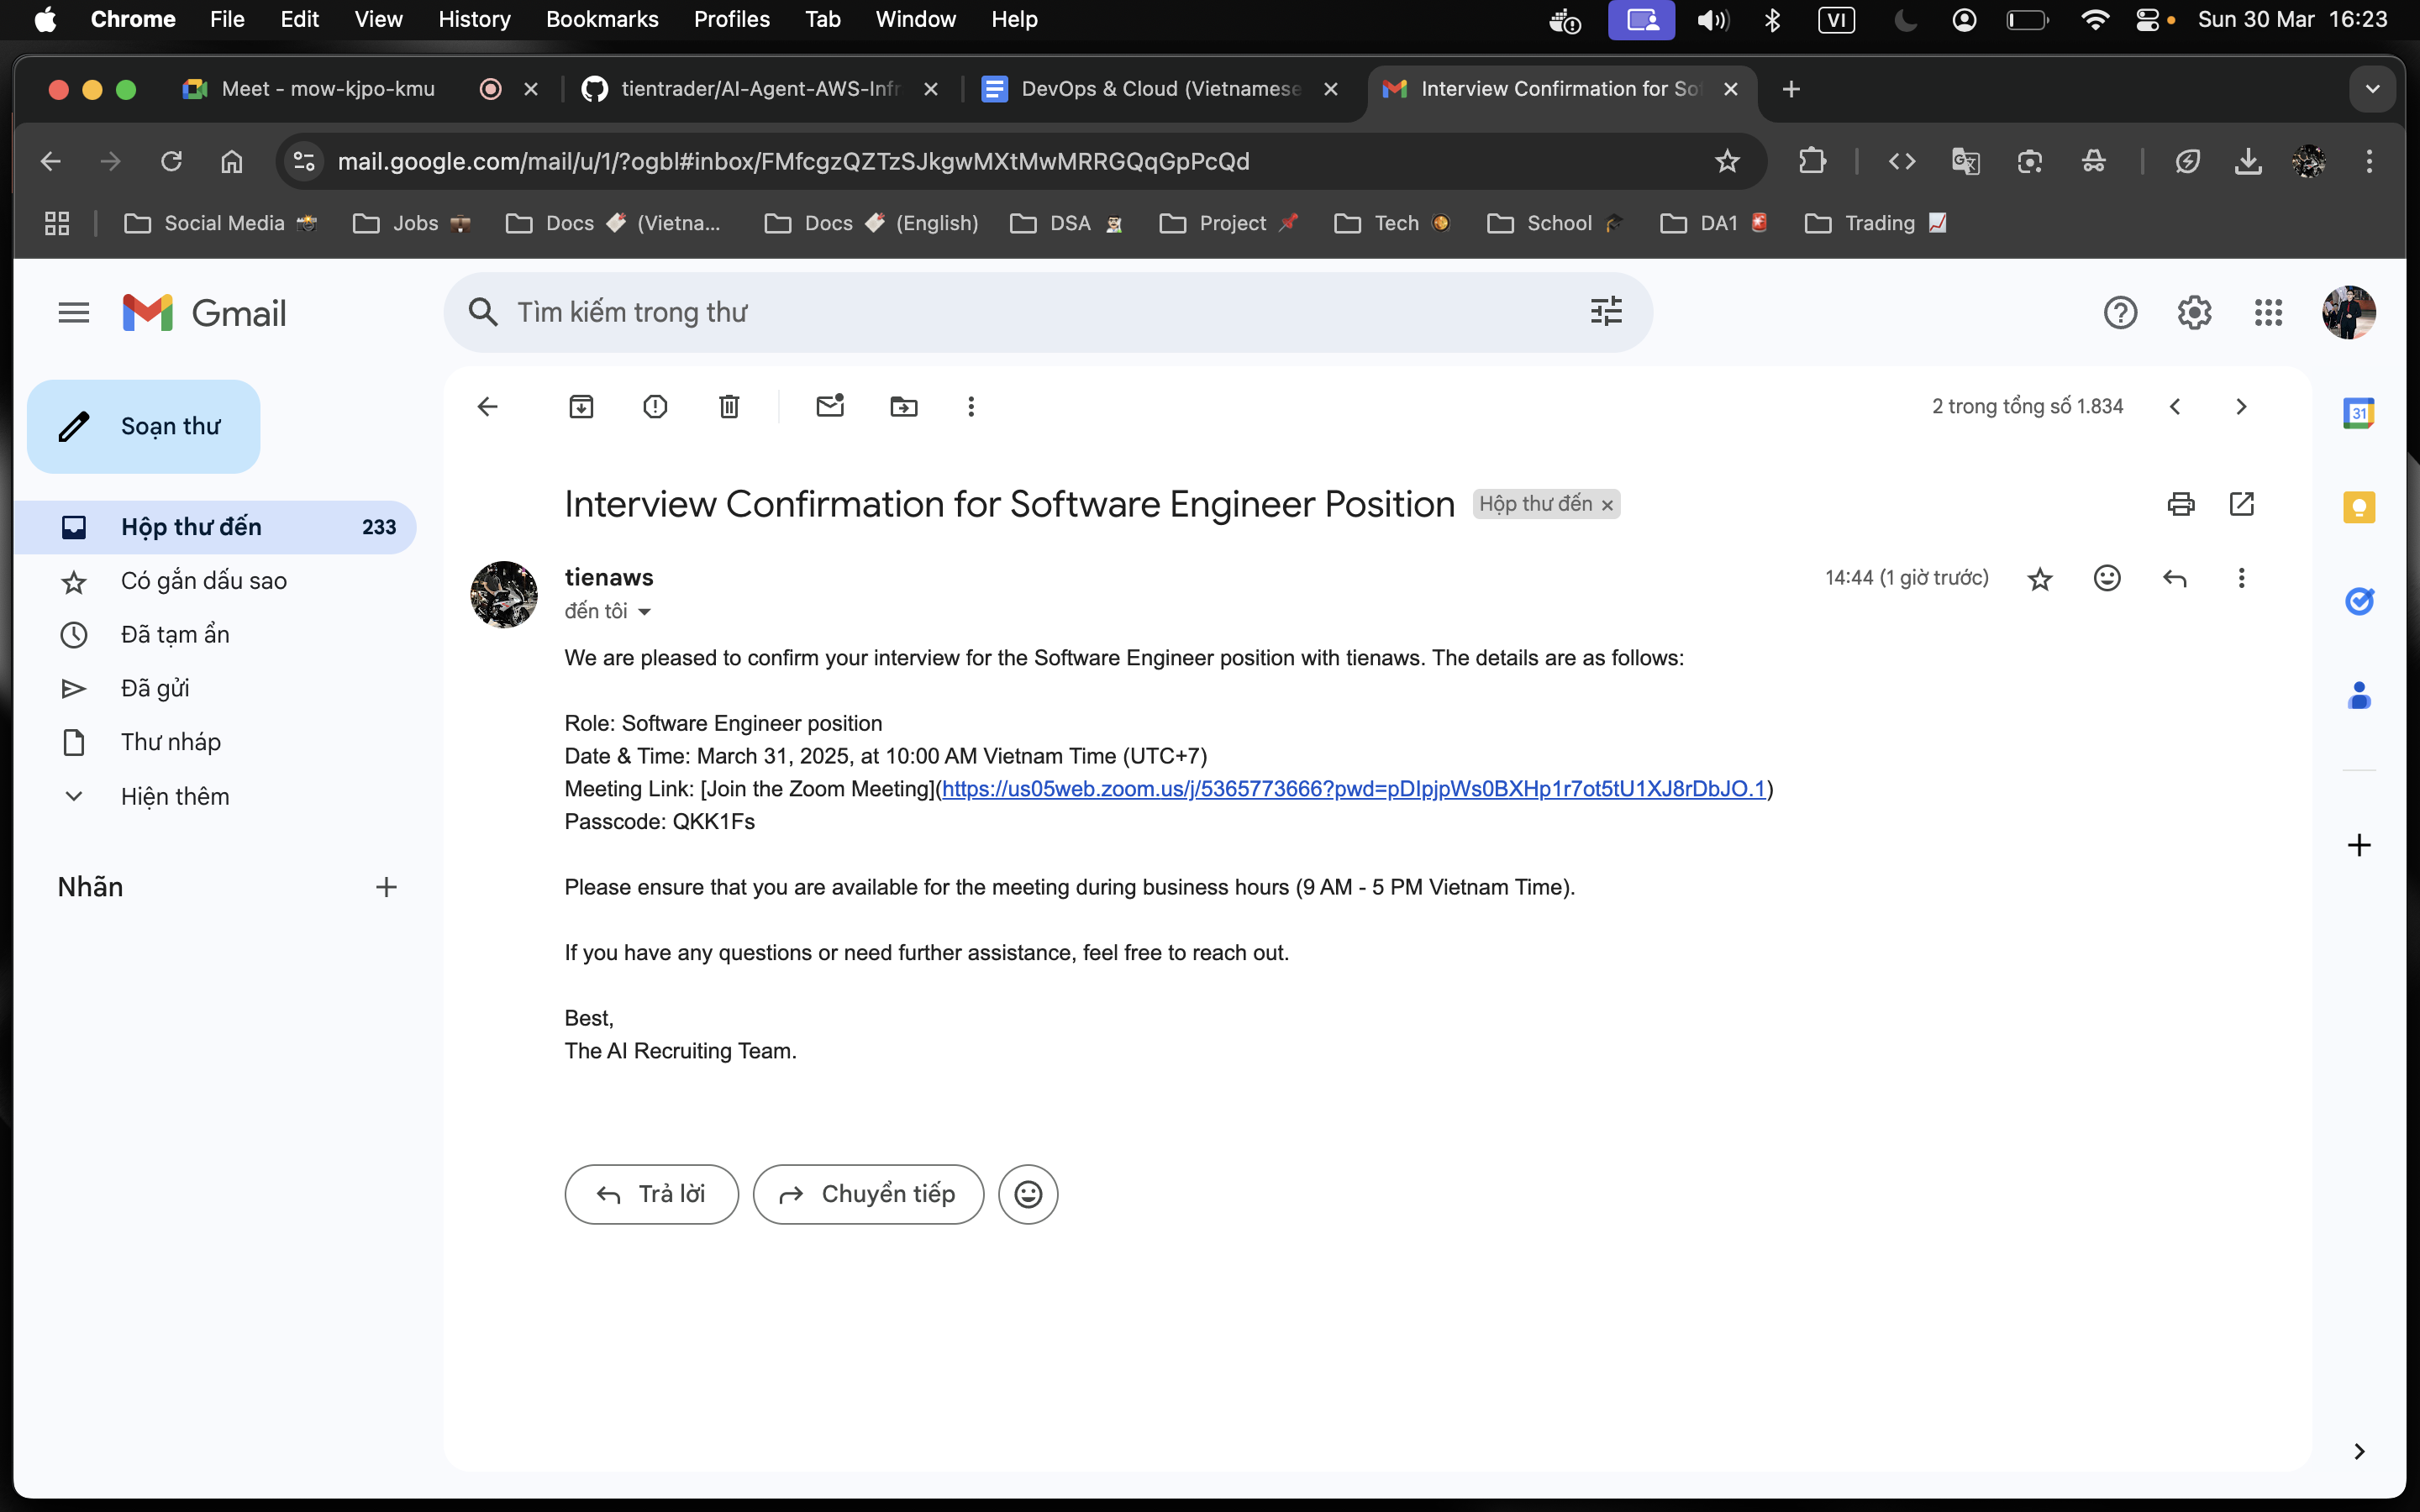 Chrome File Edit View History Bookmarks Profiles Tab Window Help VI Sun 30 Mar 16:23
Meet - mow-kjpo-kmu tientrader/AI-Agent-AWS-Infr DevOps & Cloud (Vietnamese Interview Confirmation for Sof
mail.google.com/mail/u/1/?ogbl#inbox/FMfcgzQZTzSJkgwMXtMwMRRGQqGpPcQd
Social Media Jobs Docs (Vietna... Docs (English) DSA Project Tech School DA1 Trading
Gmail
Tìm kiếm trong thư
Soạn thư
2 trong tổng số 1.834
31
Hộp thư đến 233
Có gắn dấu sao
Đã tạm ẩn
Đã gửi
Thư nháp
Hiện thêm
Nhãn
Interview Confirmation for Software Engineer Position Hộp thư đến ×
tienaws
14:44 (1 giờ trước)
đến tôi
We are pleased to confirm your interview for the Software Engineer position with tienaws. The details are as follows:
Role: Software Engineer position
Date & Time: March 31, 2025, at 10:00 AM Vietnam Time (UTC+7)
Meeting Link: [Join the Zoom Meeting](https://us05web.zoom.us/j/5365773666?pwd=pDIpjpWs0BXHp1r7ot5tU1XJ8rDbJO.1)
Passcode: QKK1Fs
Please ensure that you are available for the meeting during business hours (9 AM - 5 PM Vietnam Time).
If you have any questions or need further assistance, feel free to reach out.
Best,
The AI Recruiting Team.
Trả lời Chuyển tiếp